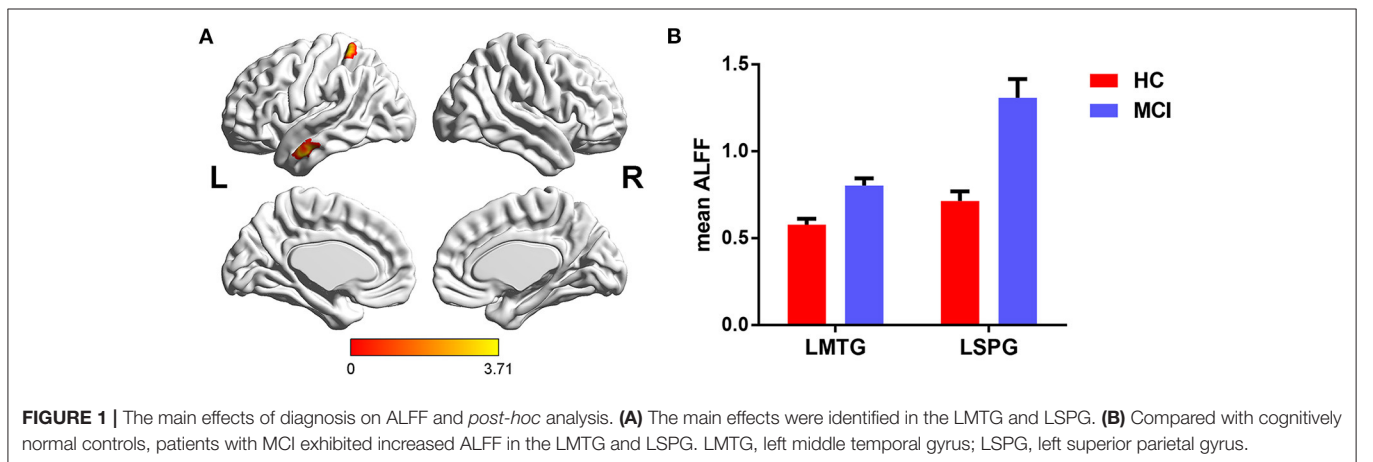 A
B
L
R
0
3.71
1.5
1.0
0.5
0.0
mean ALFF
LMTG
LSPG
HC
MCI
FIGURE 1 | The main effects of diagnosis on ALFF and post-hoc analysis. (A) The main effects were identified in the LMTG and LSPG. (B) Compared with cognitively
normal controls, patients with MCI exhibited increased ALFF in the LMTG and LSPG. LMTG, left middle temporal gyrus; LSPG, left superior parietal gyrus.